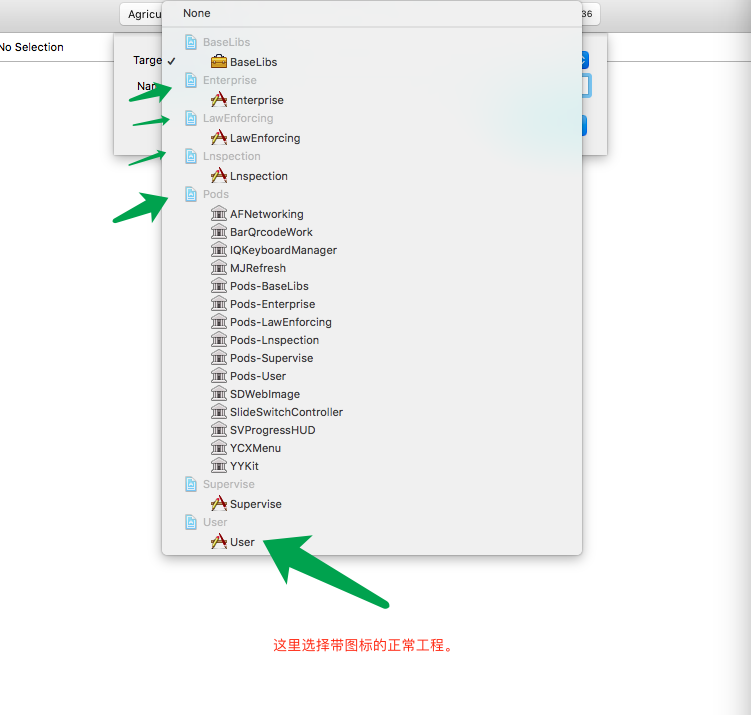 Agricu
None
36
No Selection
BaseLibs
Targe
BaseLibs
Enterprise
Enterprise
LawEnforcing
LawEnforcing
Lnspection
Lnspection
Pods
AFNetworking
BarQrcodeWork
IQKeyboardManager
MJRefresh
Pods-BaseLibs
Pods-Enterprise
Pods-LawEnforcing
Pods-Lnspection
Pods-Supervise
Pods-User
SDWebImage
SlideSwitchController
SVProgressHUD
YCXMenu
YYKit
Supervise
Supervise
User
User
这里选择带图标的正常工程。